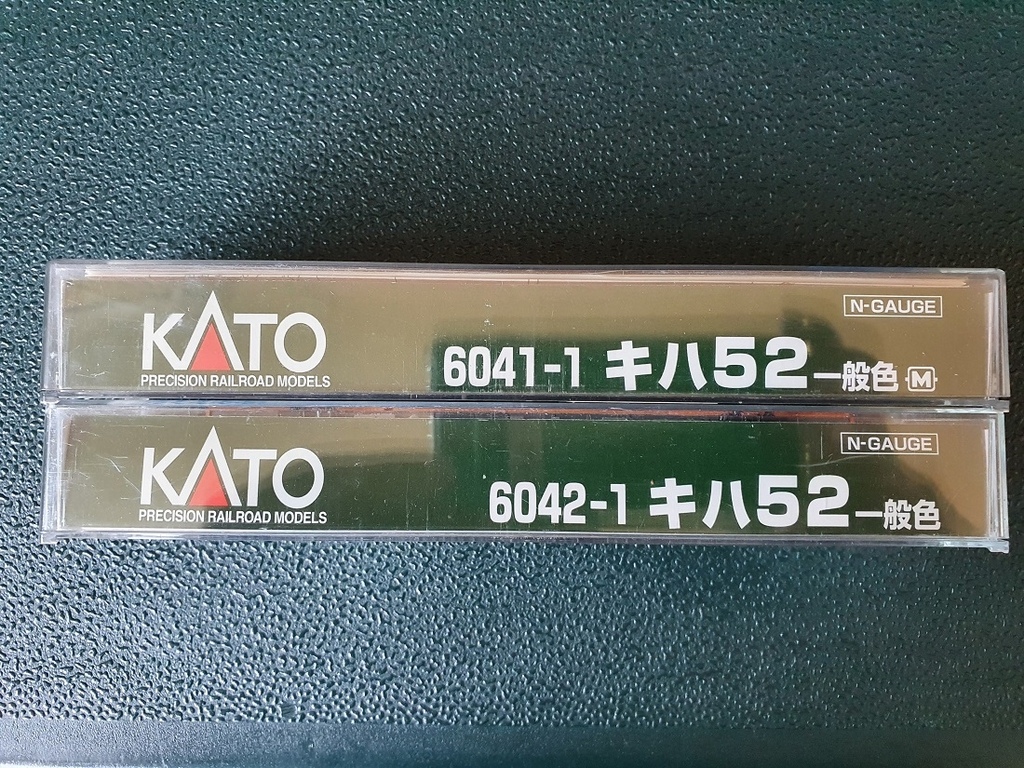 KATO
PRECISION RAILROAD MODELS
N-GAUGE
6041-1 キハ52 一般色 M
KATO
PRECISION RAILROAD MODELS
N-GAUGE
6042-1 キハ52 一般色